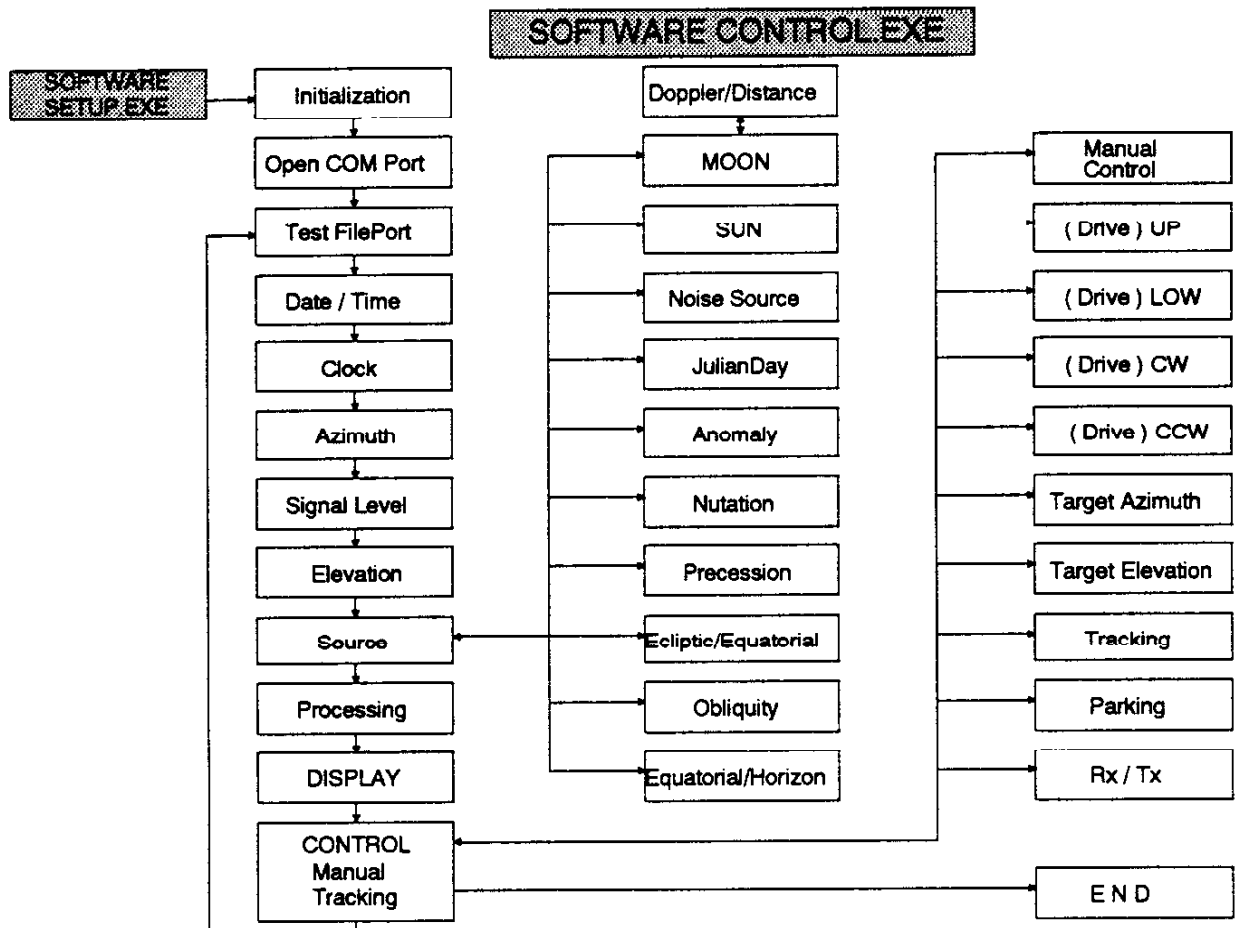 SOFTWARE CONTROL.EXE
SOFTWARE
SETUP.EXE
Initialization
Open COM Port
Test FilePort
Date / Time
Clock
Azimuth
Signal Level
Elevation
Source
Processing
DISPLAY
CONTROL
Manual
Tracking
Doppler/Distance
MOON
SUN
Noise Source
JulianDay
Anomaly
Nutation
Precession
Ecliptic/Equatorial
Obliquity
Equatorial/Horizon
Manual
Control
( Drive ) UP
( Drive ) LOW
( Drive ) CW
( Drive ) CCW
Target Azimuth
Target Elevation
Tracking
Parking
Rx / Tx
E N D